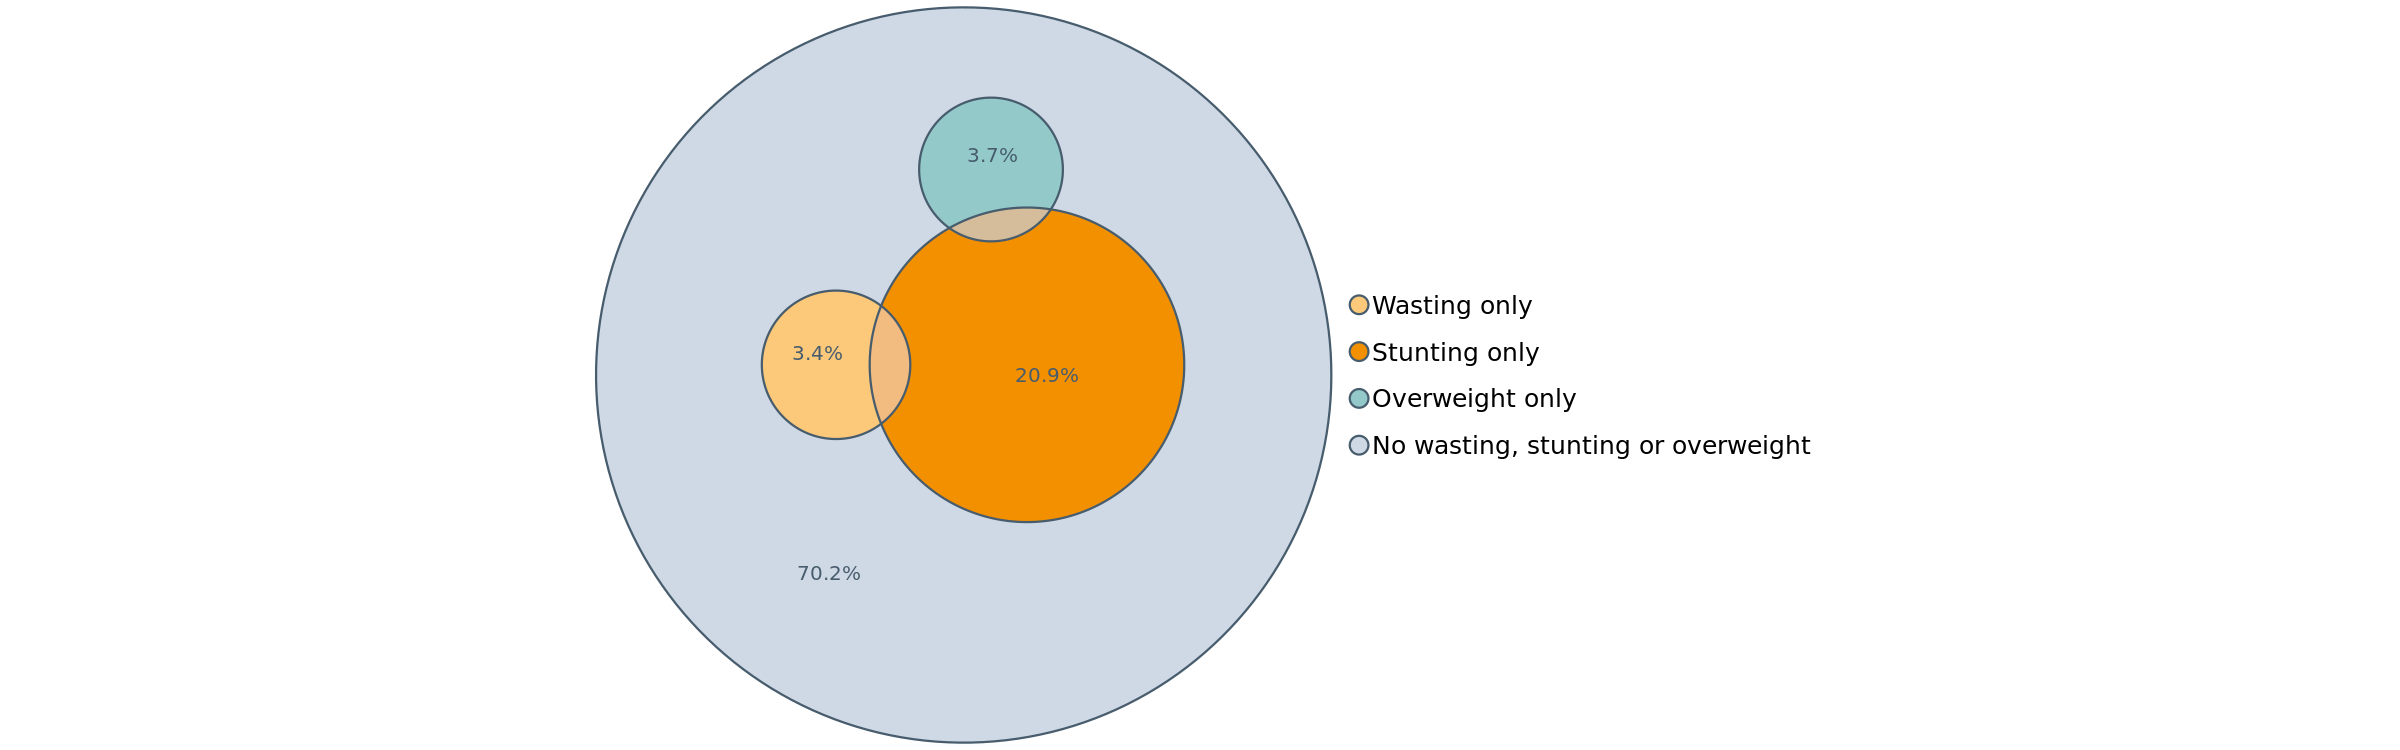 3.7%
3.4%
20.9%
70.2%
Wasting only
Stunting only
Overweight only
No wasting, stunting or overweight